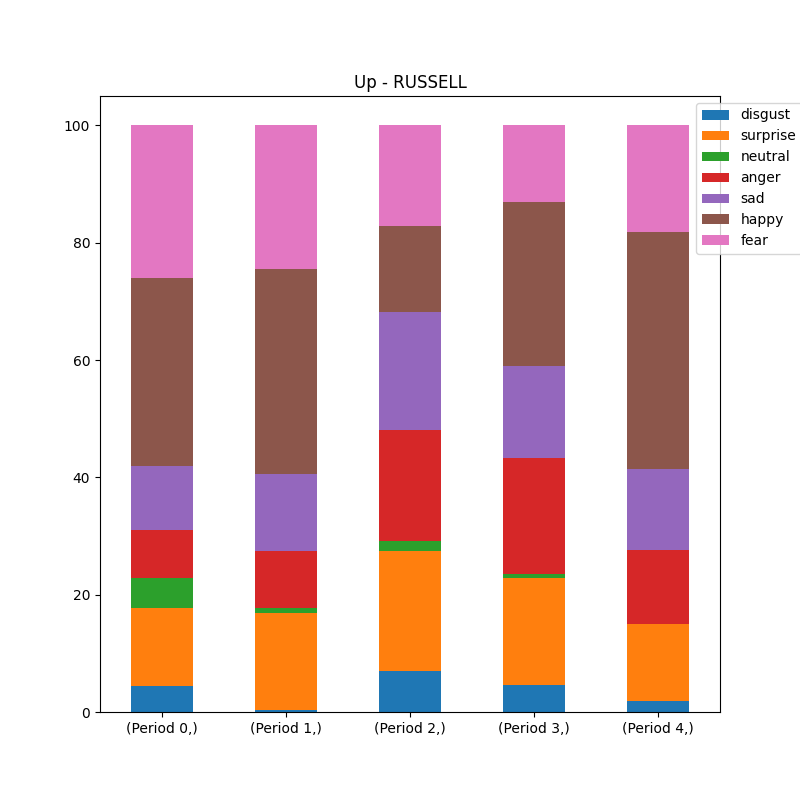 Up - RUSSELL
100
80
60
40
20
0
(Period 0,) (Period 1,) (Period 2,) (Period 3,) (Period 4,)
disgust
surprise
neutral
anger
sad
happy
fear